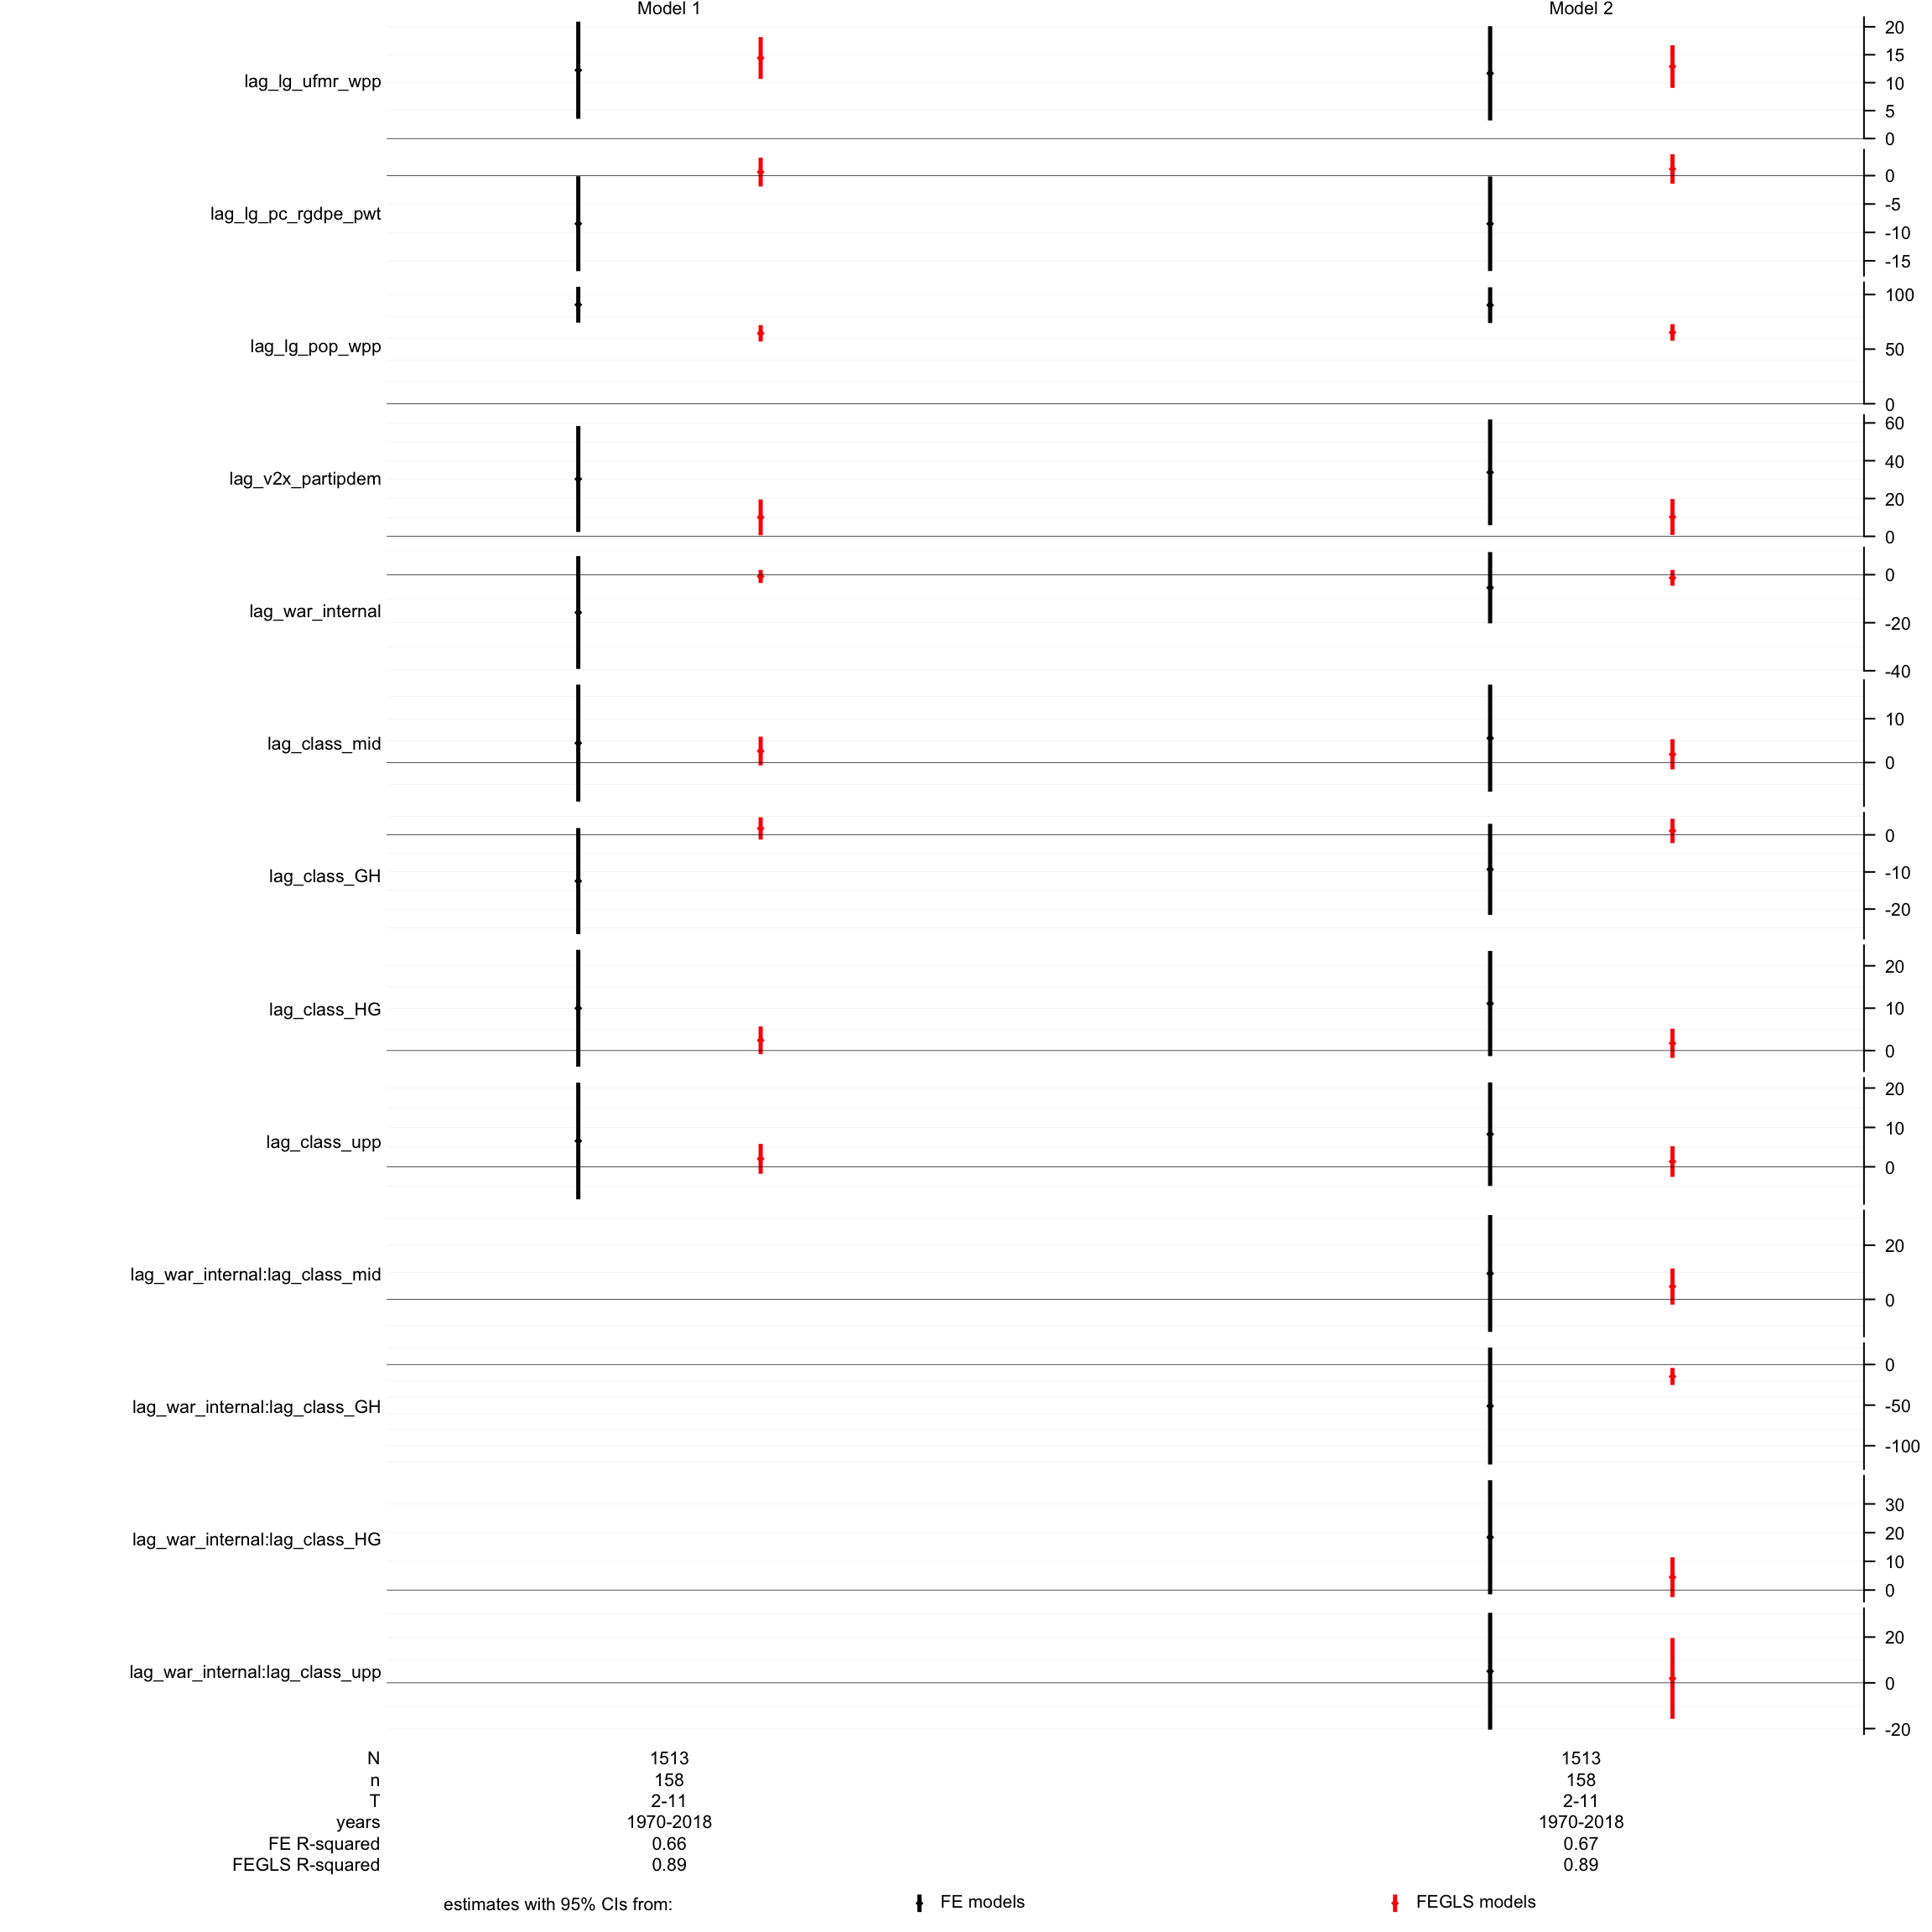 Model 1 Model 2
20
15
lag_lg_ufmr_wpp 10
5
0
0
lag_lg_pc_rgdpe_pwt -5
-10
-15
100
lag_lg_pop_wpp 50
0
60
40
lag_v2x_partipdem 20
0
0
lag_war_internal -20
-40
10
lag_class_mid 0
0
lag_class_GH -10
-20
20
lag_class_HG 10
0
20
lag_class_upp 10
0
20
lag_war_internal:lag_class_mid 0
0
lag_war_internal:lag_class_GH -50
-100
30
lag_war_internal:lag_class_HG 20
10
0
20
lag_war_internal:lag_class_upp 0
-20
N 1513 1513
n 158 158
T 2-11 2-11
years 1970-2018 1970-2018
FE R-squared 0.66 0.67
FEGLS R-squared 0.89 0.89
estimates with 95% CIs from: FE models FEGLS models